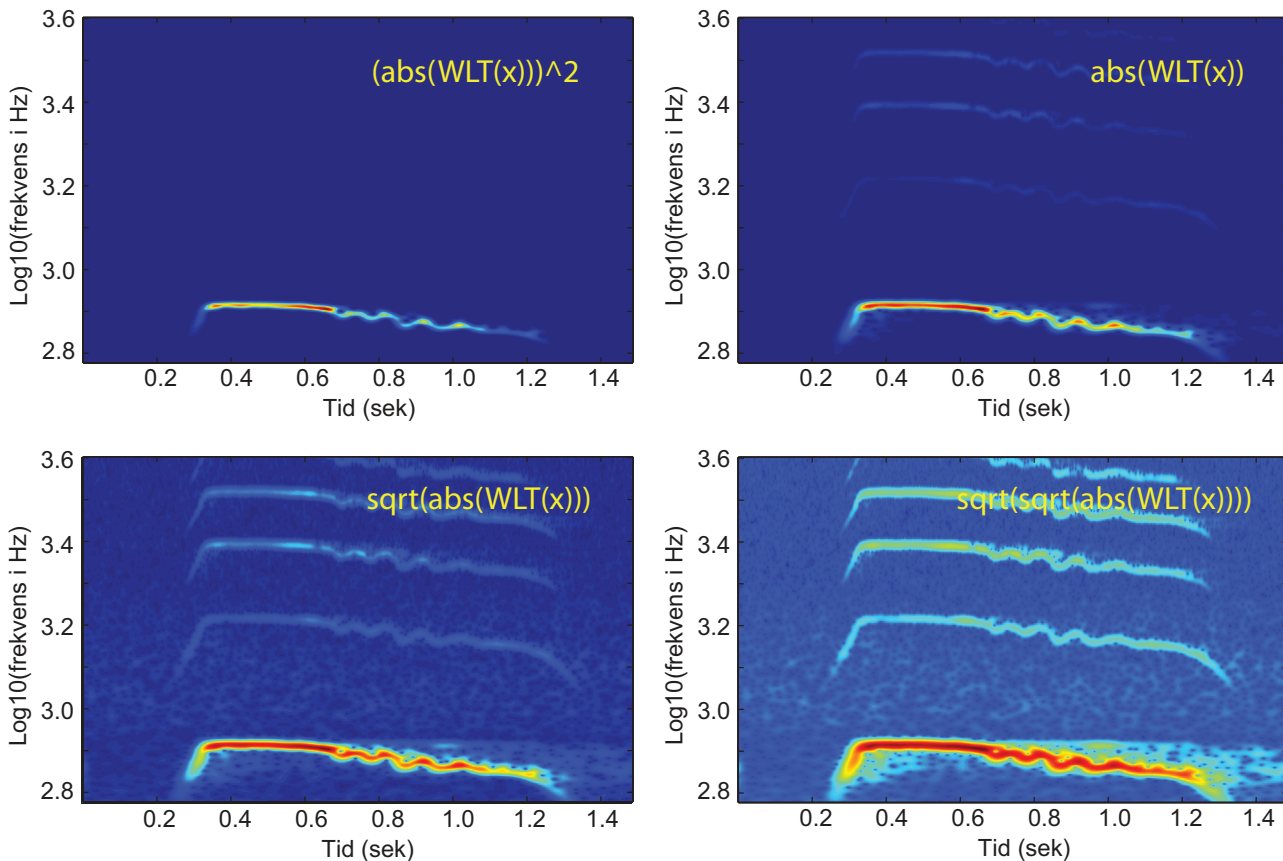 3.6
3.4
3.2
3.0
2.8
Log10(frekvens i Hz)
(abs(WLT(x)))^2
0.2 0.4 0.6 0.8 1.0 1.2 1.4
Tid (sek)
3.6
3.4
3.2
3.0
2.8
Log10(frekvens i Hz)
abs(WLT(x))
0.2 0.4 0.6 0.8 1.0 1.2 1.4
Tid (sek)
3.6
3.4
3.2
3.0
2.8
Log10(frekvens i Hz)
sqrt(abs(WLT(x)))
0.2 0.4 0.6 0.8 1.0 1.2 1.4
Tid (sek)
3.6
3.4
3.2
3.0
2.8
Log10(frekvens i Hz)
sqrt(sqrt(abs(WLT(x))))
0.2 0.4 0.6 0.8 1.0 1.2 1.4
Tid (sek)